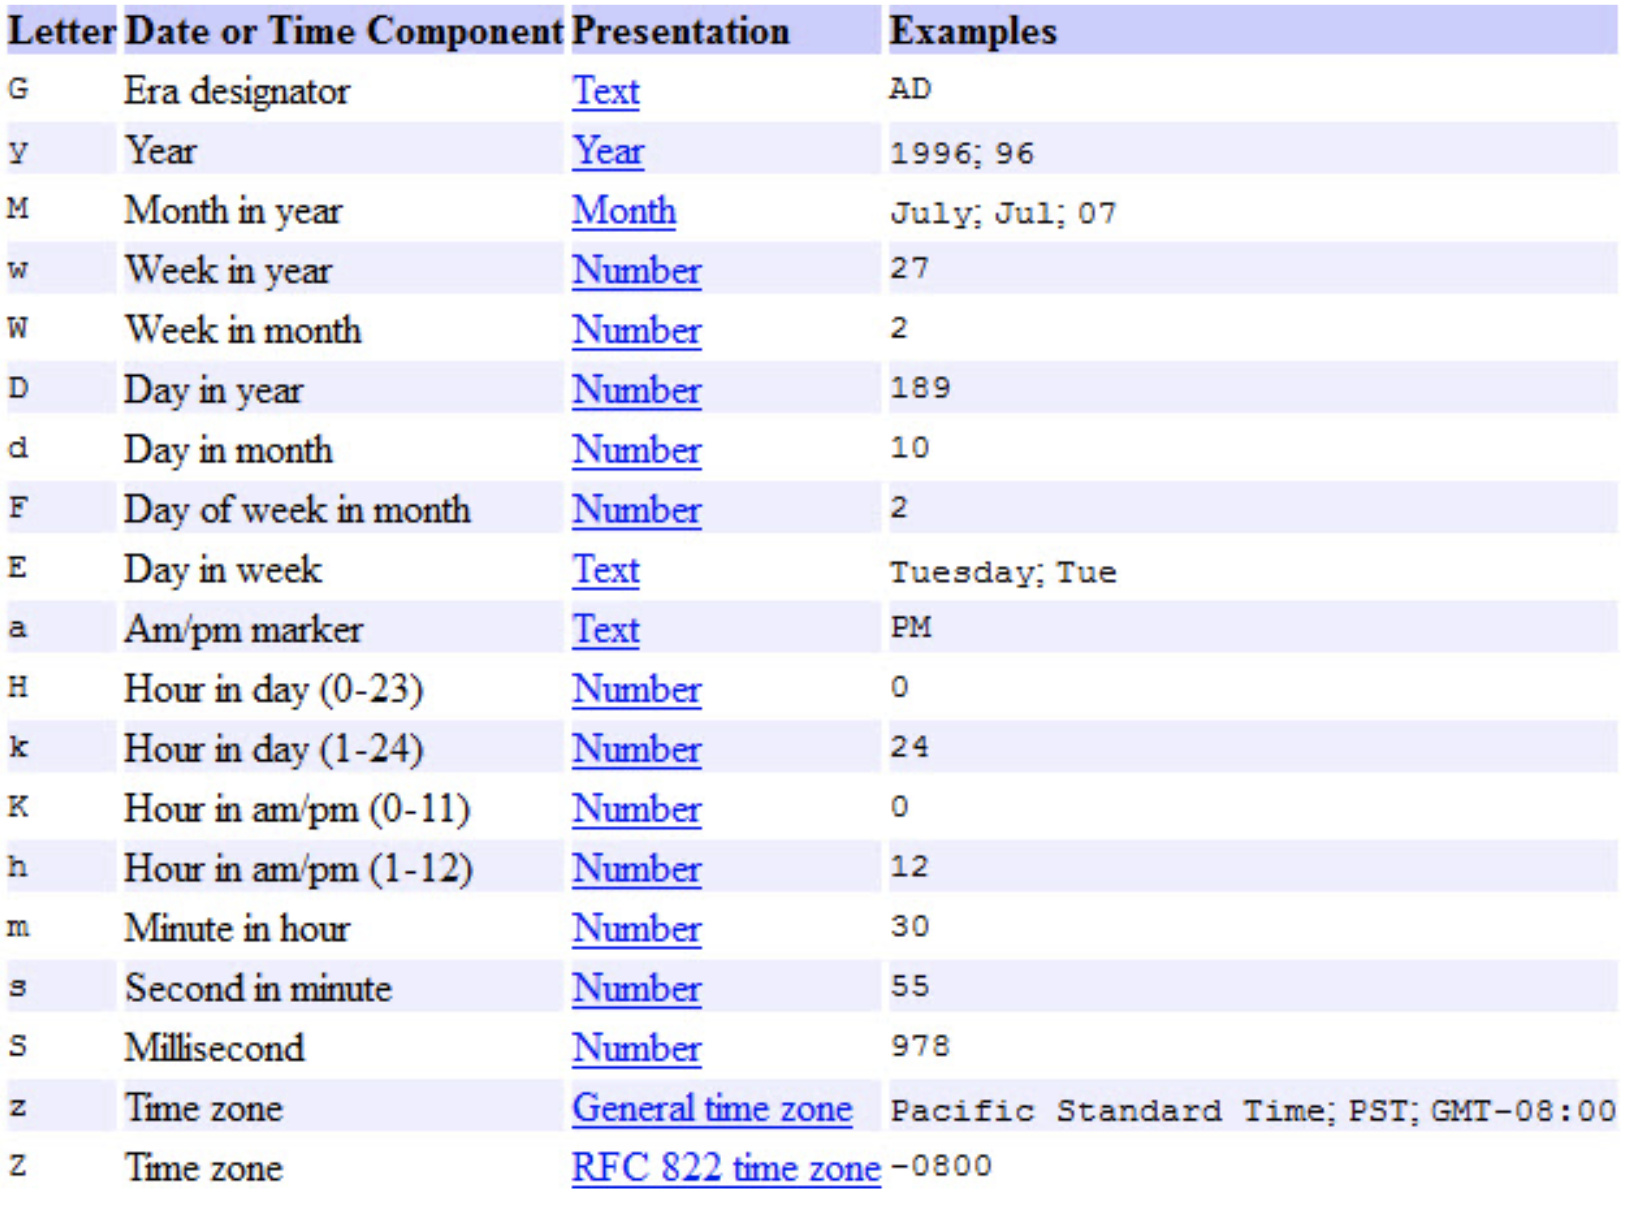 Letter Date or Time Component Presentation Examples
G Era designator Text AD
y Year Year 1996; 96
M Month in year Month July; Jul; 07
w Week in year Number 27
W Week in month Number 2
D Day in year Number 189
d Day in month Number 10
F Day of week in month Number 2
E Day in week Text Tuesday; Tue
a Am/pm marker Text PM
H Hour in day (0-23) Number 0
k Hour in day (1-24) Number 24
K Hour in am/pm (0-11) Number 0
h Hour in am/pm (1-12) Number 12
m Minute in hour Number 30
s Second in minute Number 55
S Millisecond Number 978
z Time zone General time zone Pacific Standard Time; PST; GMT-08:00
Z Time zone RFC 822 time zone -0800